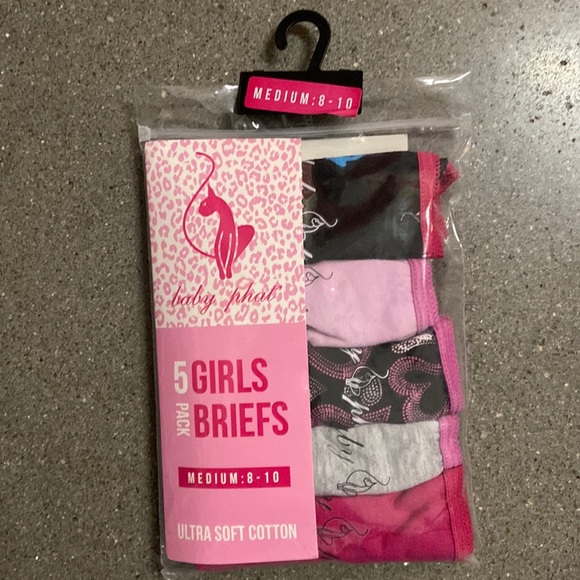 MEDIUM:8-10
baby phat
5 PACK
GIRLS
BRIEFS
MEDIUM:8-10
ULTRA SOFT COTTON